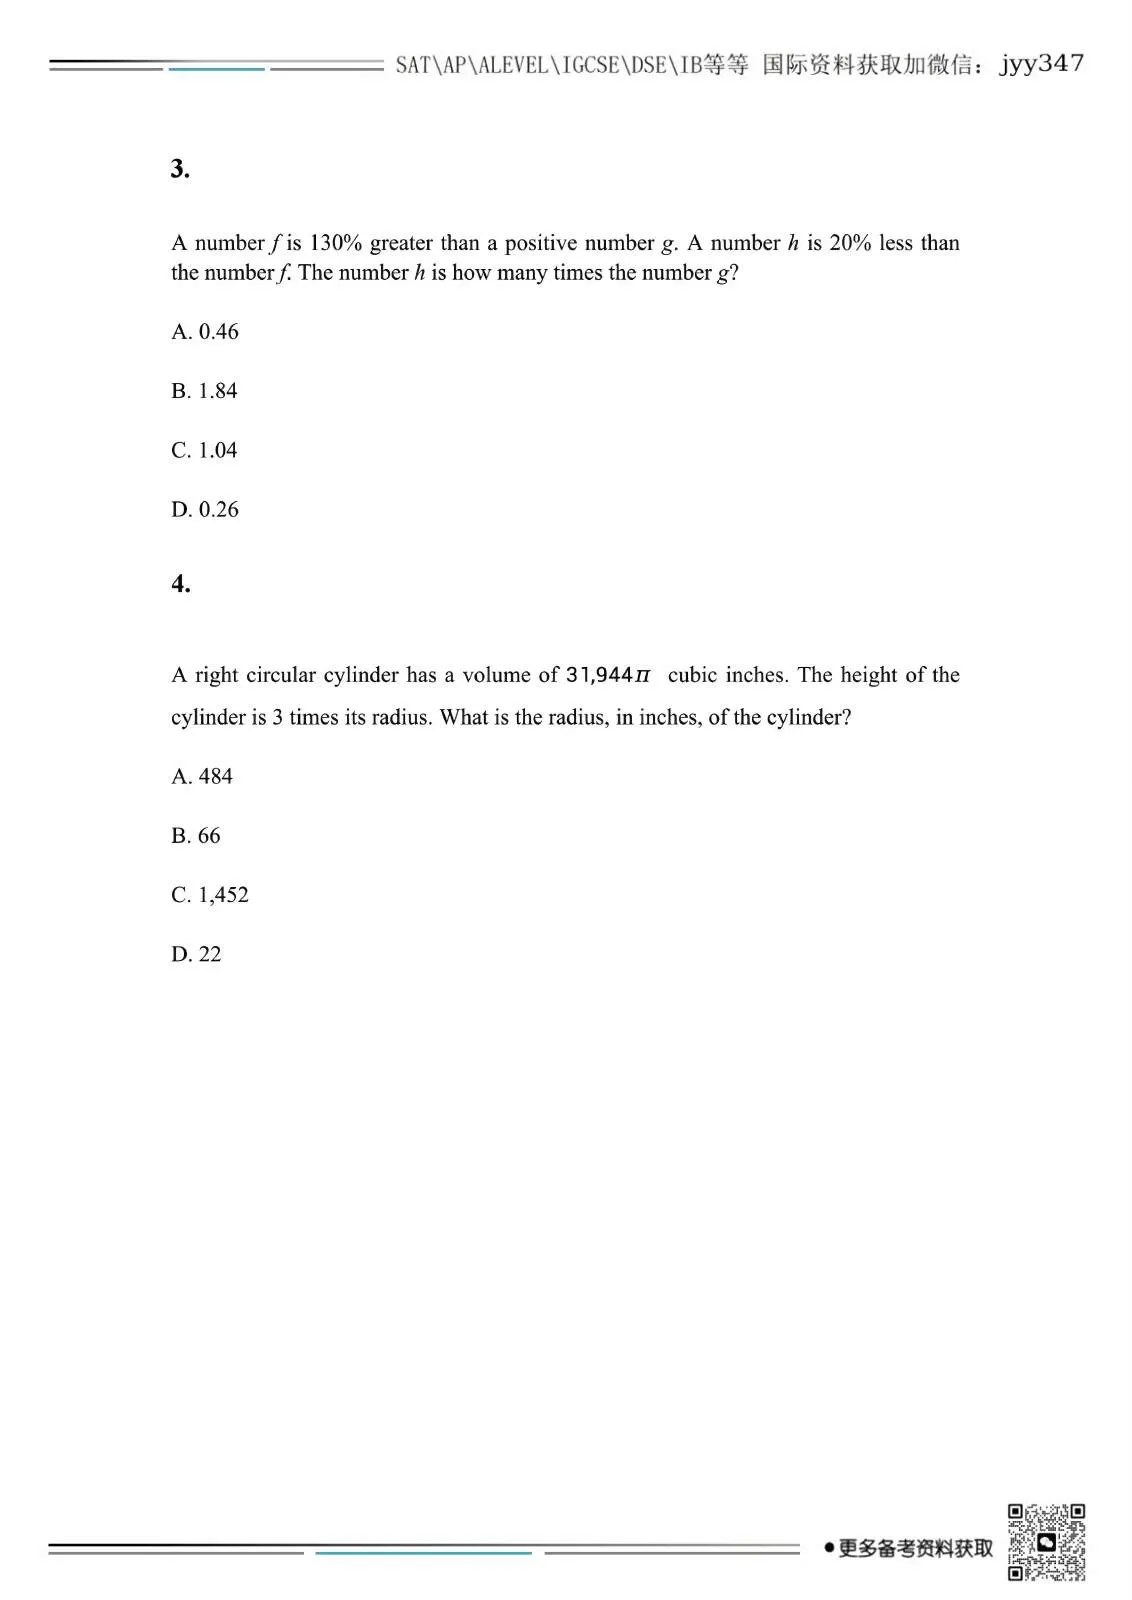 SAT\AP\ALEVEL\IGCSE\DSE\IB等等 国际资料获取加微信: jyy347
3.
A number f is 130% greater than a positive number g. A number h is 20% less than
the number f. The number h is how many times the number g?
A. 0.46
B. 1.84
C. 1.04
D. 0.26
4.
A right circular cylinder has a volume of 31,944π cubic inches. The height of the
cylinder is 3 times its radius. What is the radius, in inches, of the cylinder?
A. 484
B. 66
C. 1,452
D. 22
●更多备考资料获取